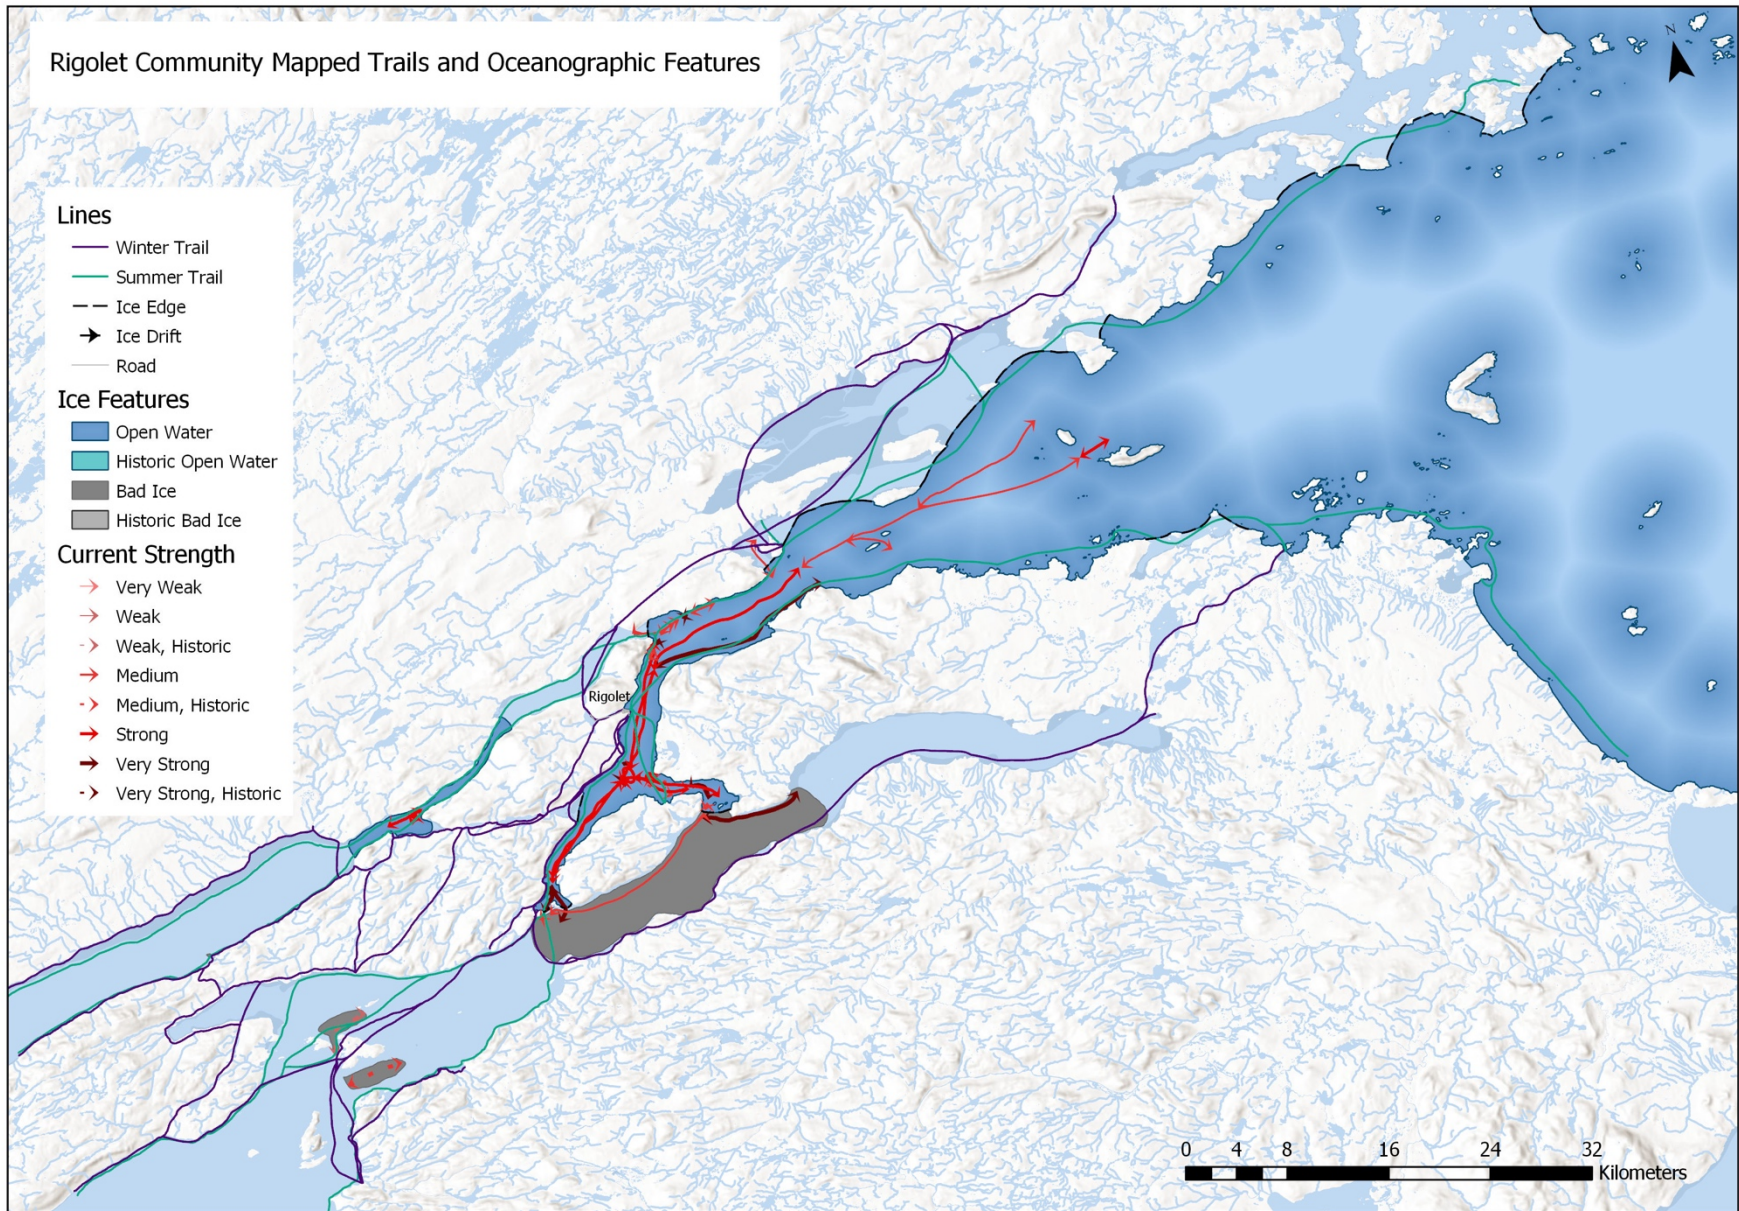 Rigolet Community Mapped Trails and Oceanographic Features
N
Lines
Winter Trail
Summer Trail
Ice Edge
Ice Drift
Road
Ice Features
Open Water
Historic Open Water
Bad Ice
Historic Bad Ice
Current Strength
Very Weak
Weak
Weak, Historic
Medium
Medium, Historic
Strong
Very Strong
Very Strong, Historic
Rigolet
0 4 8 16 24 32
Kilometers